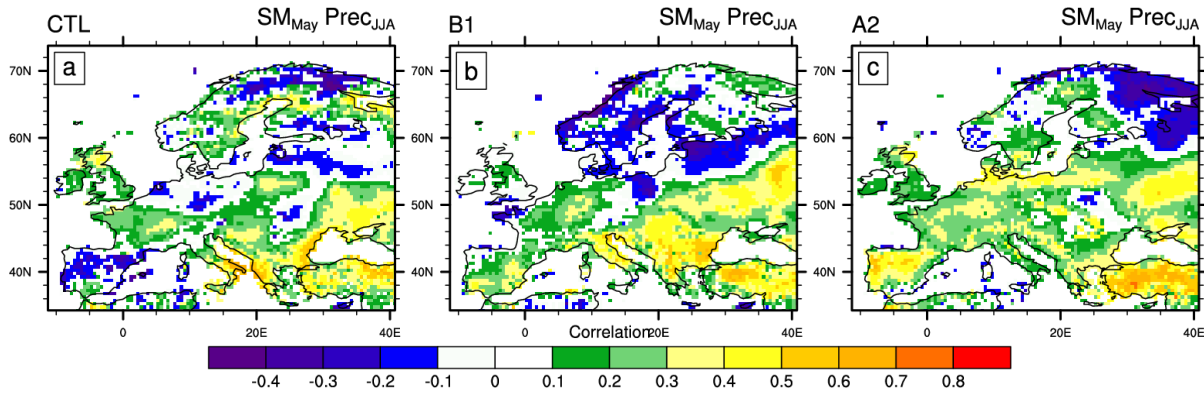 CTL SM_May Prec_JJA B1 SM_May Prec_JJA A2 SM_May Prec_JJA
a b c
70N 70N 70N
60N 60N 60N
50N 50N 50N
40N 40N 40N
0 20E 40E 0 20E 40E 0 20E 40E
Correlation
-0.4 -0.3 -0.2 -0.1 0 0.1 0.2 0.3 0.4 0.5 0.6 0.7 0.8